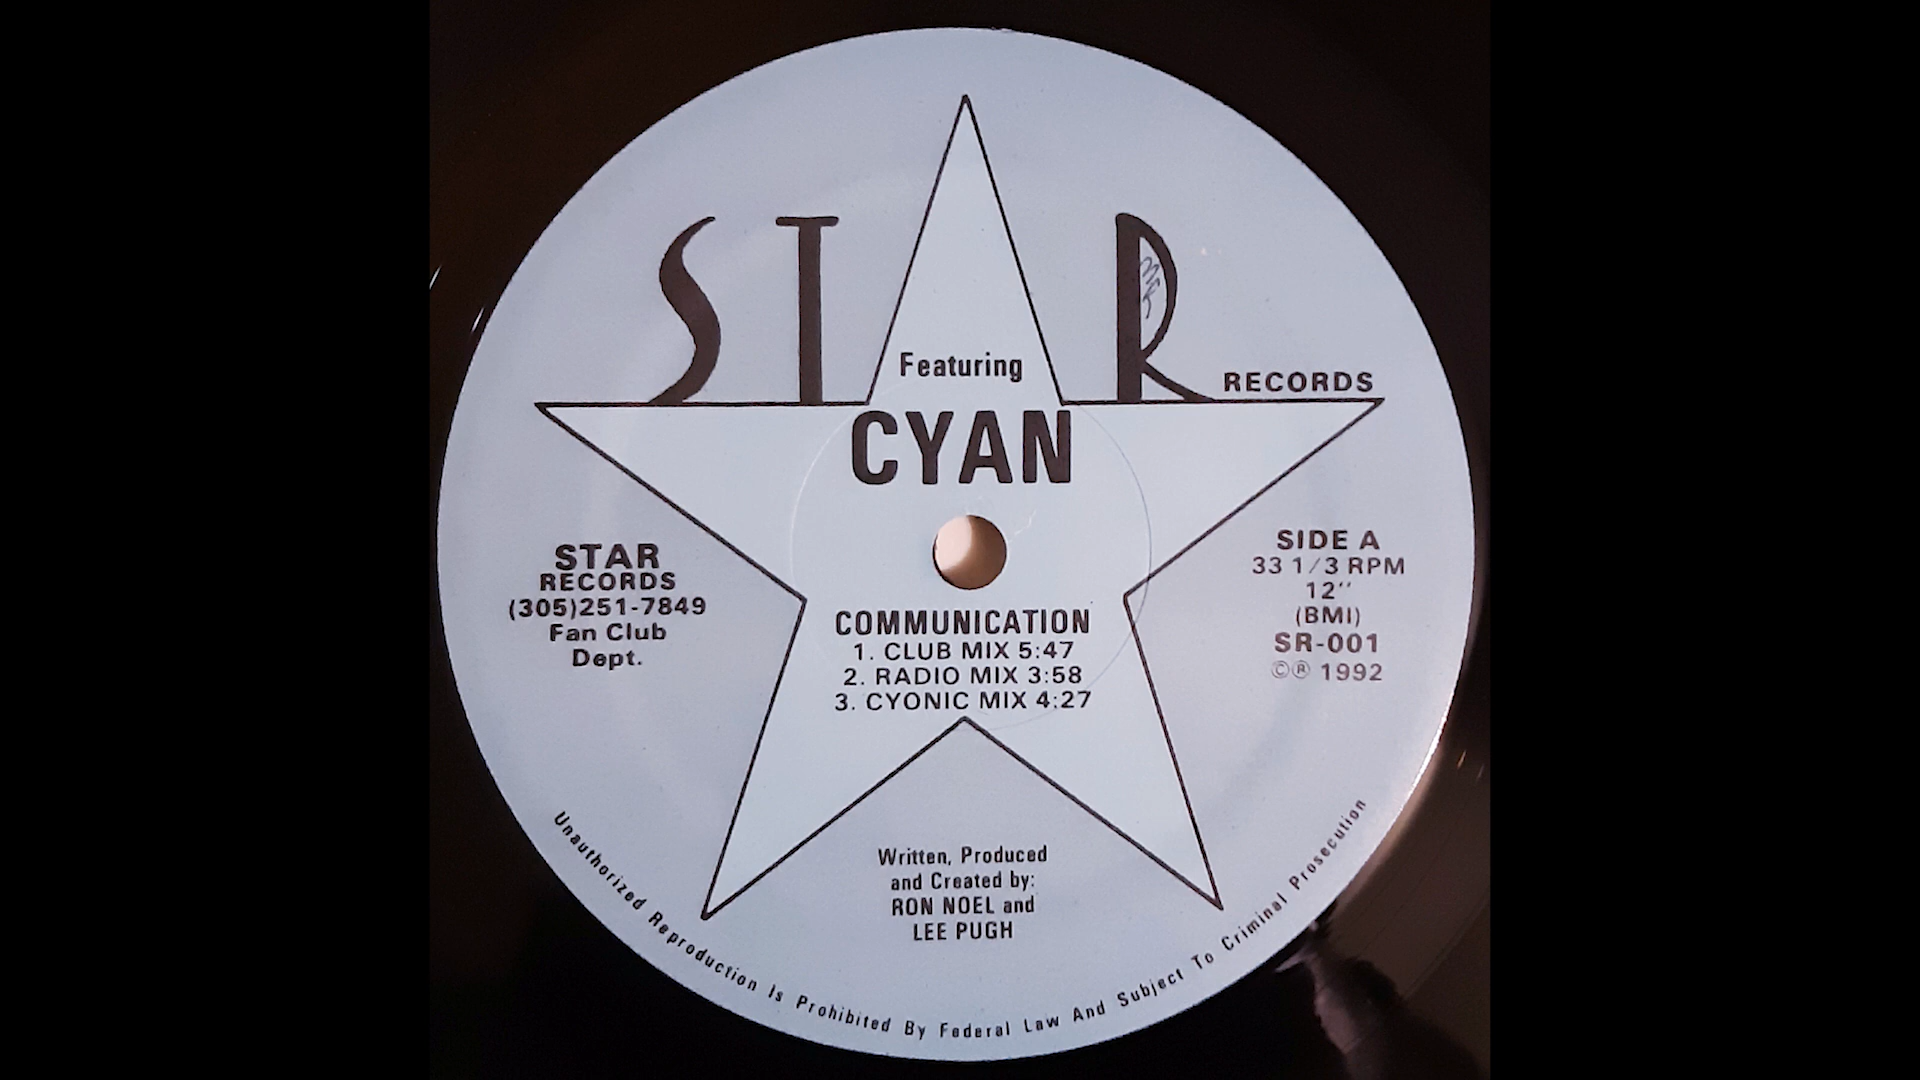 ST R
RECORDS
Featuring
CYAN
STAR
RECORDS
(305)251-7849
Fan Club
Dept.
SIDE A
33 1/3 RPM
12''
(BMI)
SR-001
©® 1992
COMMUNICATION
1. CLUB MIX 5:47
2. RADIO MIX 3:58
3. CYONIC MIX 4:27
Written, Produced
and Created by:
RON NOEL and
LEE PUGH
Unauthorized Reproduction Is Prohibited By Federal Law And Subject To Criminal Prosecution